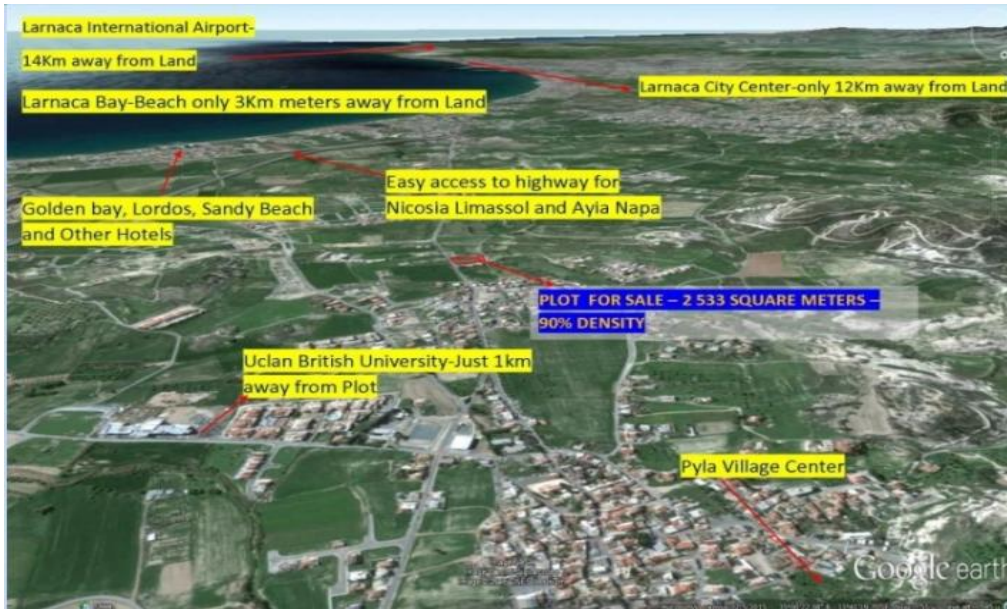 Larnaca International Airport-
14Km away from Land
Larnaca Bay-Beach only 3Km meters away from Land
Larnaca City Center-only 12Km away from Land
Easy access to highway for
Nicosia Limassol and Ayia Napa
Golden bay, Lordos, Sandy Beach
and Other Hotels
PLOT FOR SALE – 2 533 SQUARE METERS –
90% DENSITY
Uclan British University-Just 1km
away from Plot
Pyla Village Center
Google earth